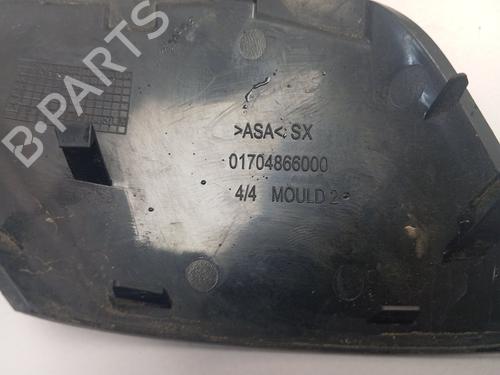 B-PARTS
>ASA< SX
01704866000
4/4 MOULD 2